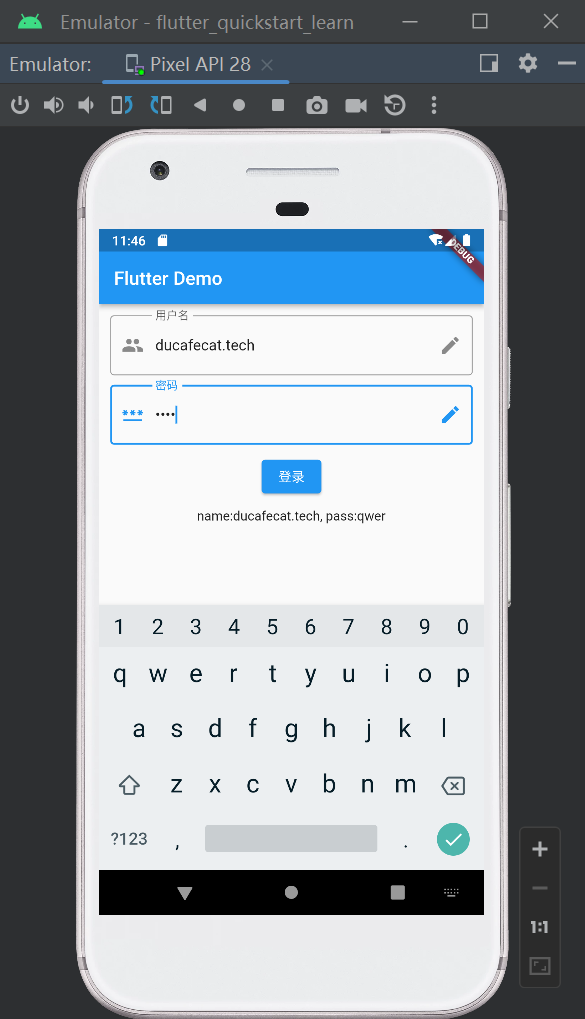 Emulator - flutter_quickstart_learn
Emulator: Pixel API 28
11:46
DEBUG
Flutter Demo
用户名
ducafecat.tech
密码
••••
登录
name:ducafecat.tech, pass:qwer
1 2 3 4 5 6 7 8 9 0
q w e r t y u i o p
a s d f g h j k l
z x c v b n m
?123 , .
1:1